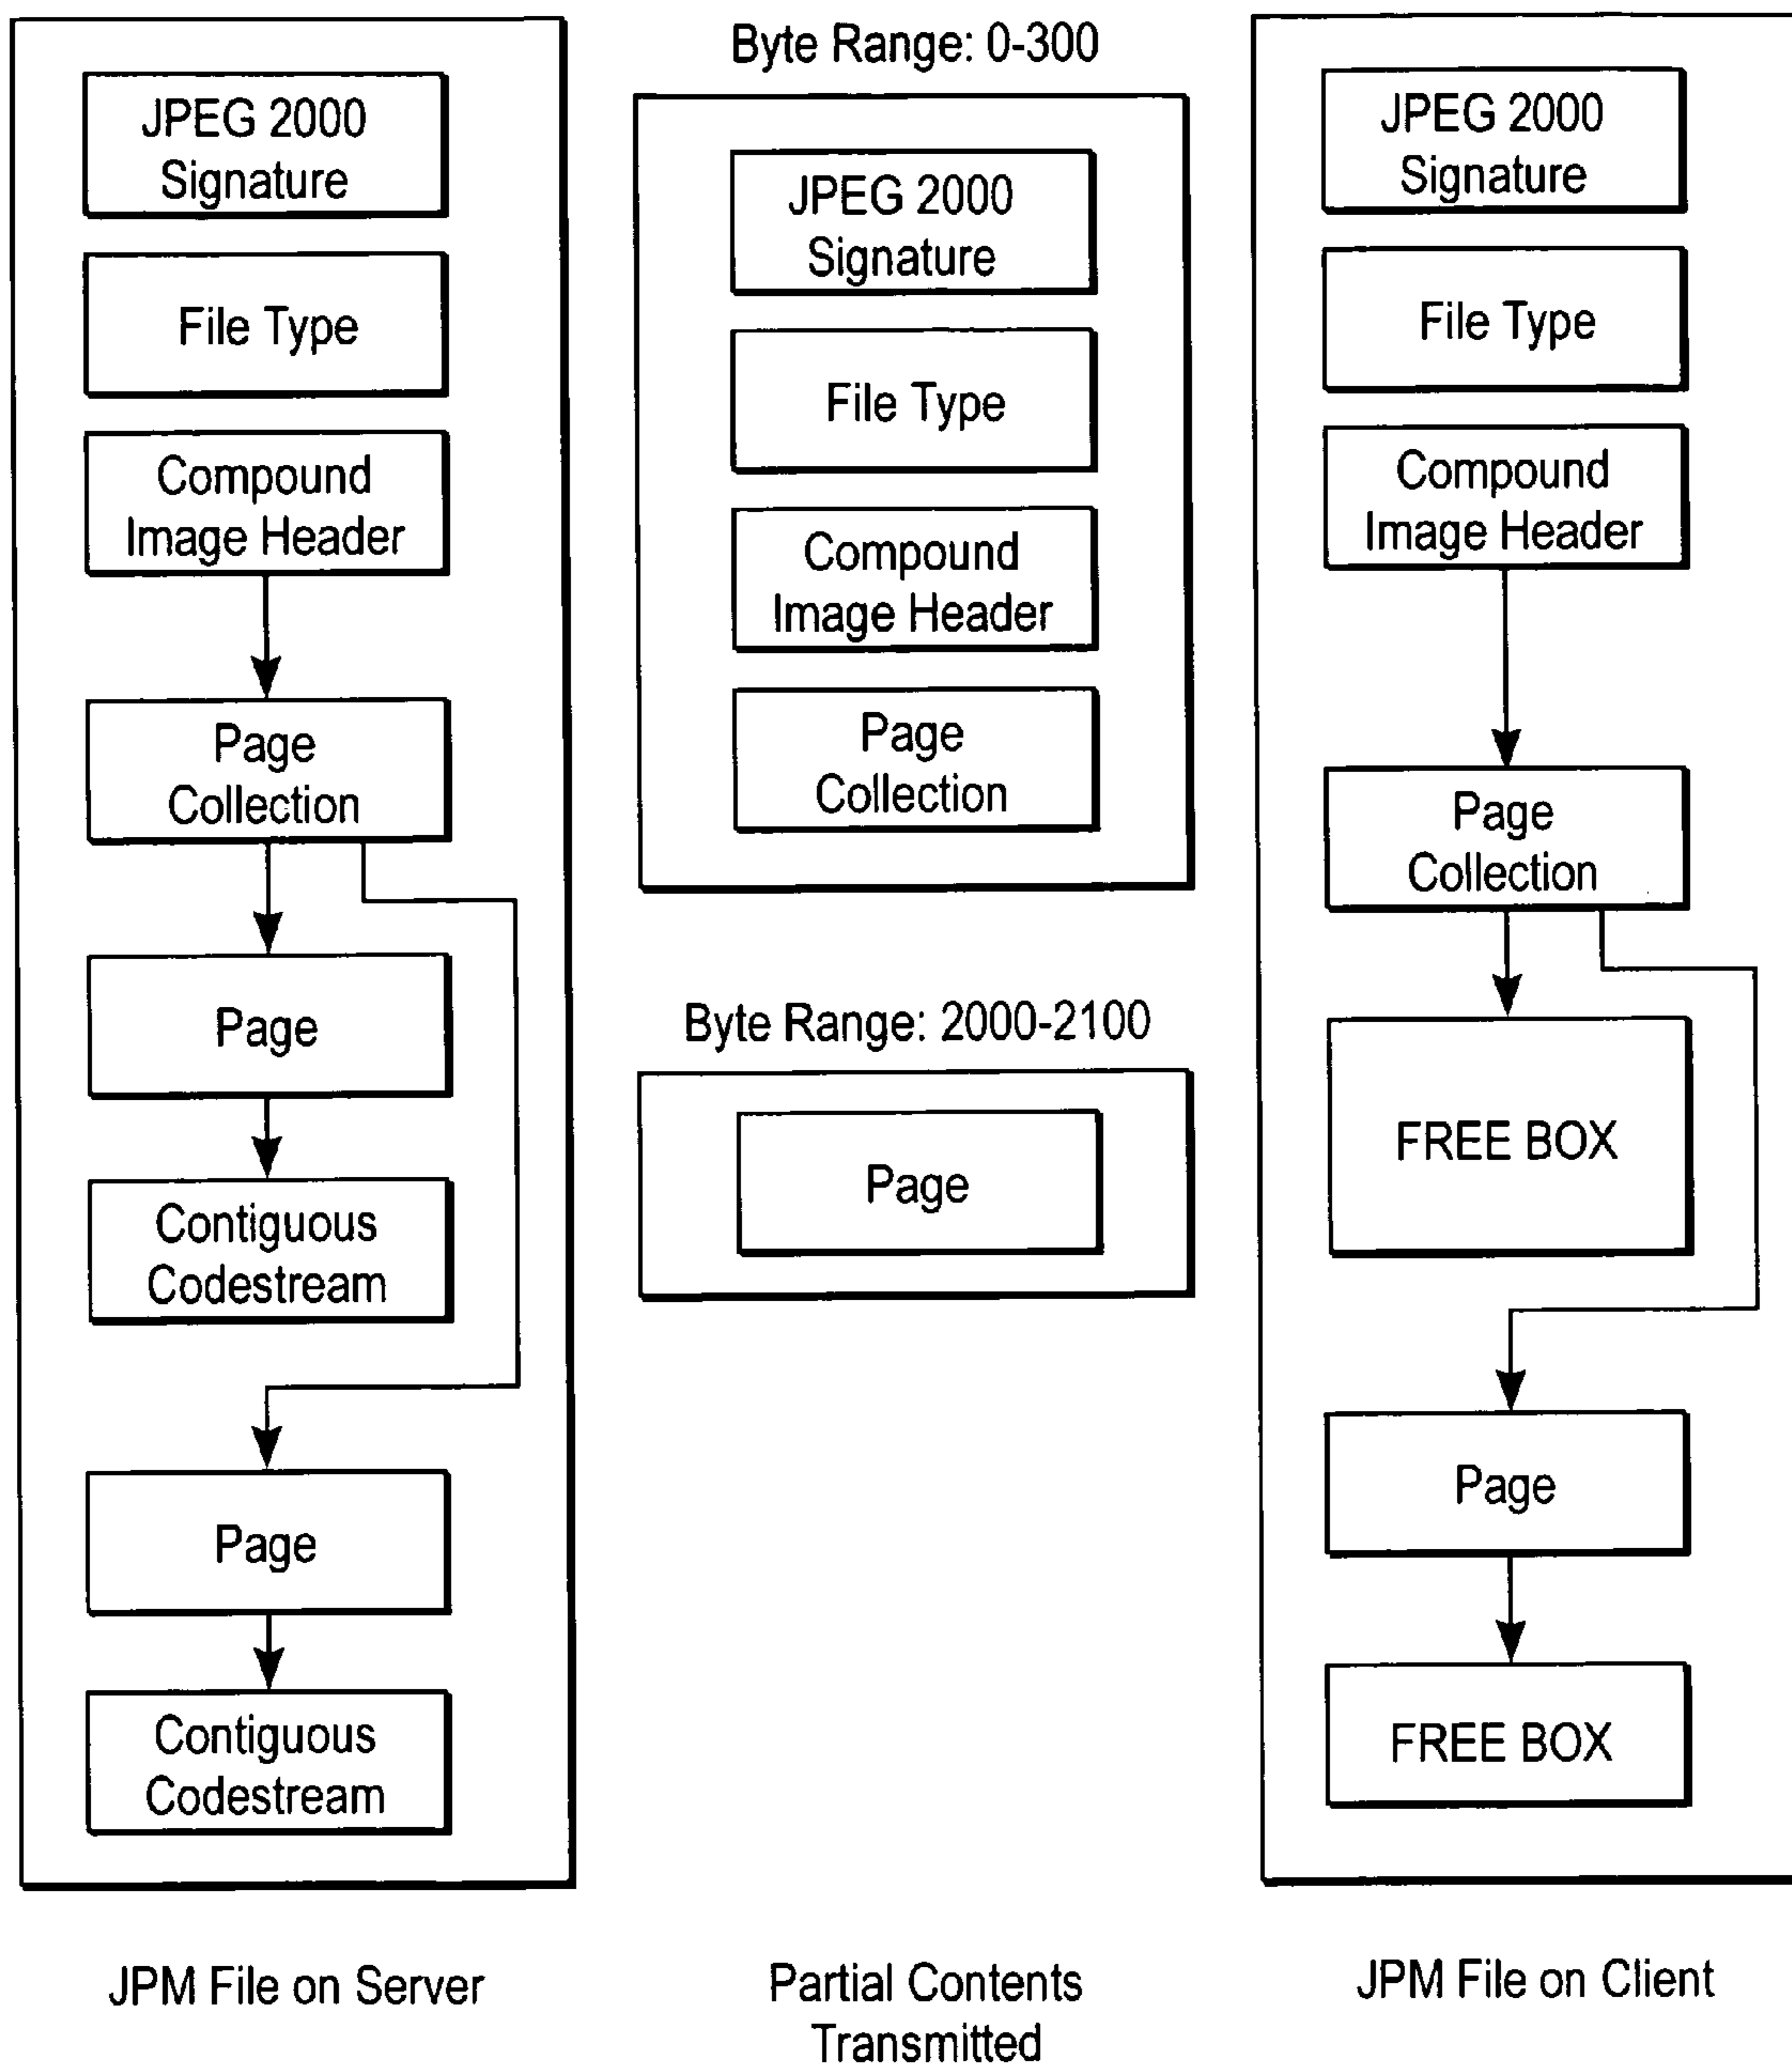 JPEG 2000
Signature
File Type
Compound
Image Header
Page
Collection
Page
Contiguous
Codestream
Page
Contiguous
Codestream
JPM File on Server
Byte Range: 0-300
JPEG 2000
Signature
File Type
Compound
Image Header
Page
Collection
Byte Range: 2000-2100
Page
Partial Contents
Transmitted
JPEG 2000
Signature
File Type
Compound
Image Header
Page
Collection
FREE BOX
Page
FREE BOX
JPM File on Client